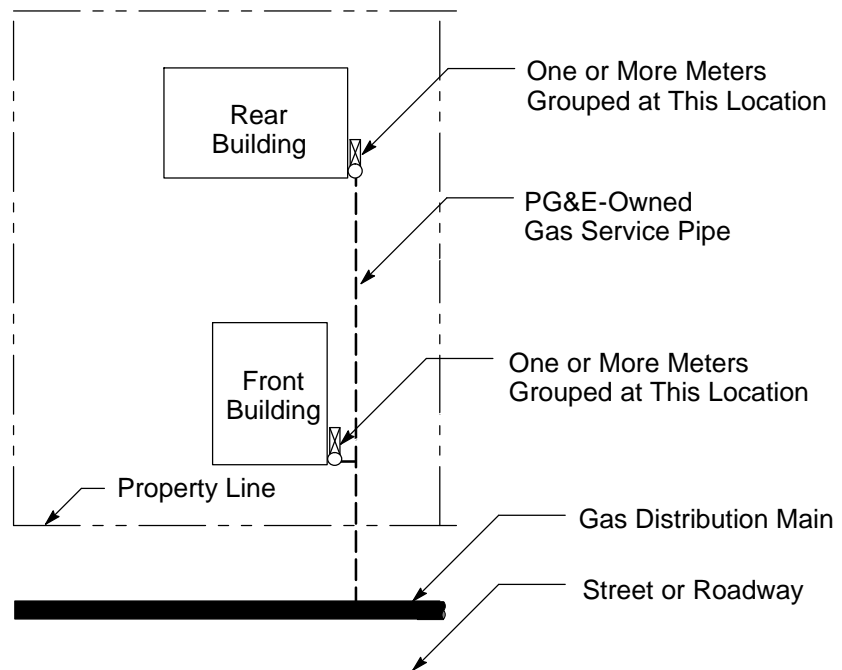 One or More Meters
Grouped at This Location
Rear
Building
PG&E-Owned
Gas Service Pipe
One or More Meters
Grouped at This Location
Front
Building
Property Line
Gas Distribution Main
Street or Roadway